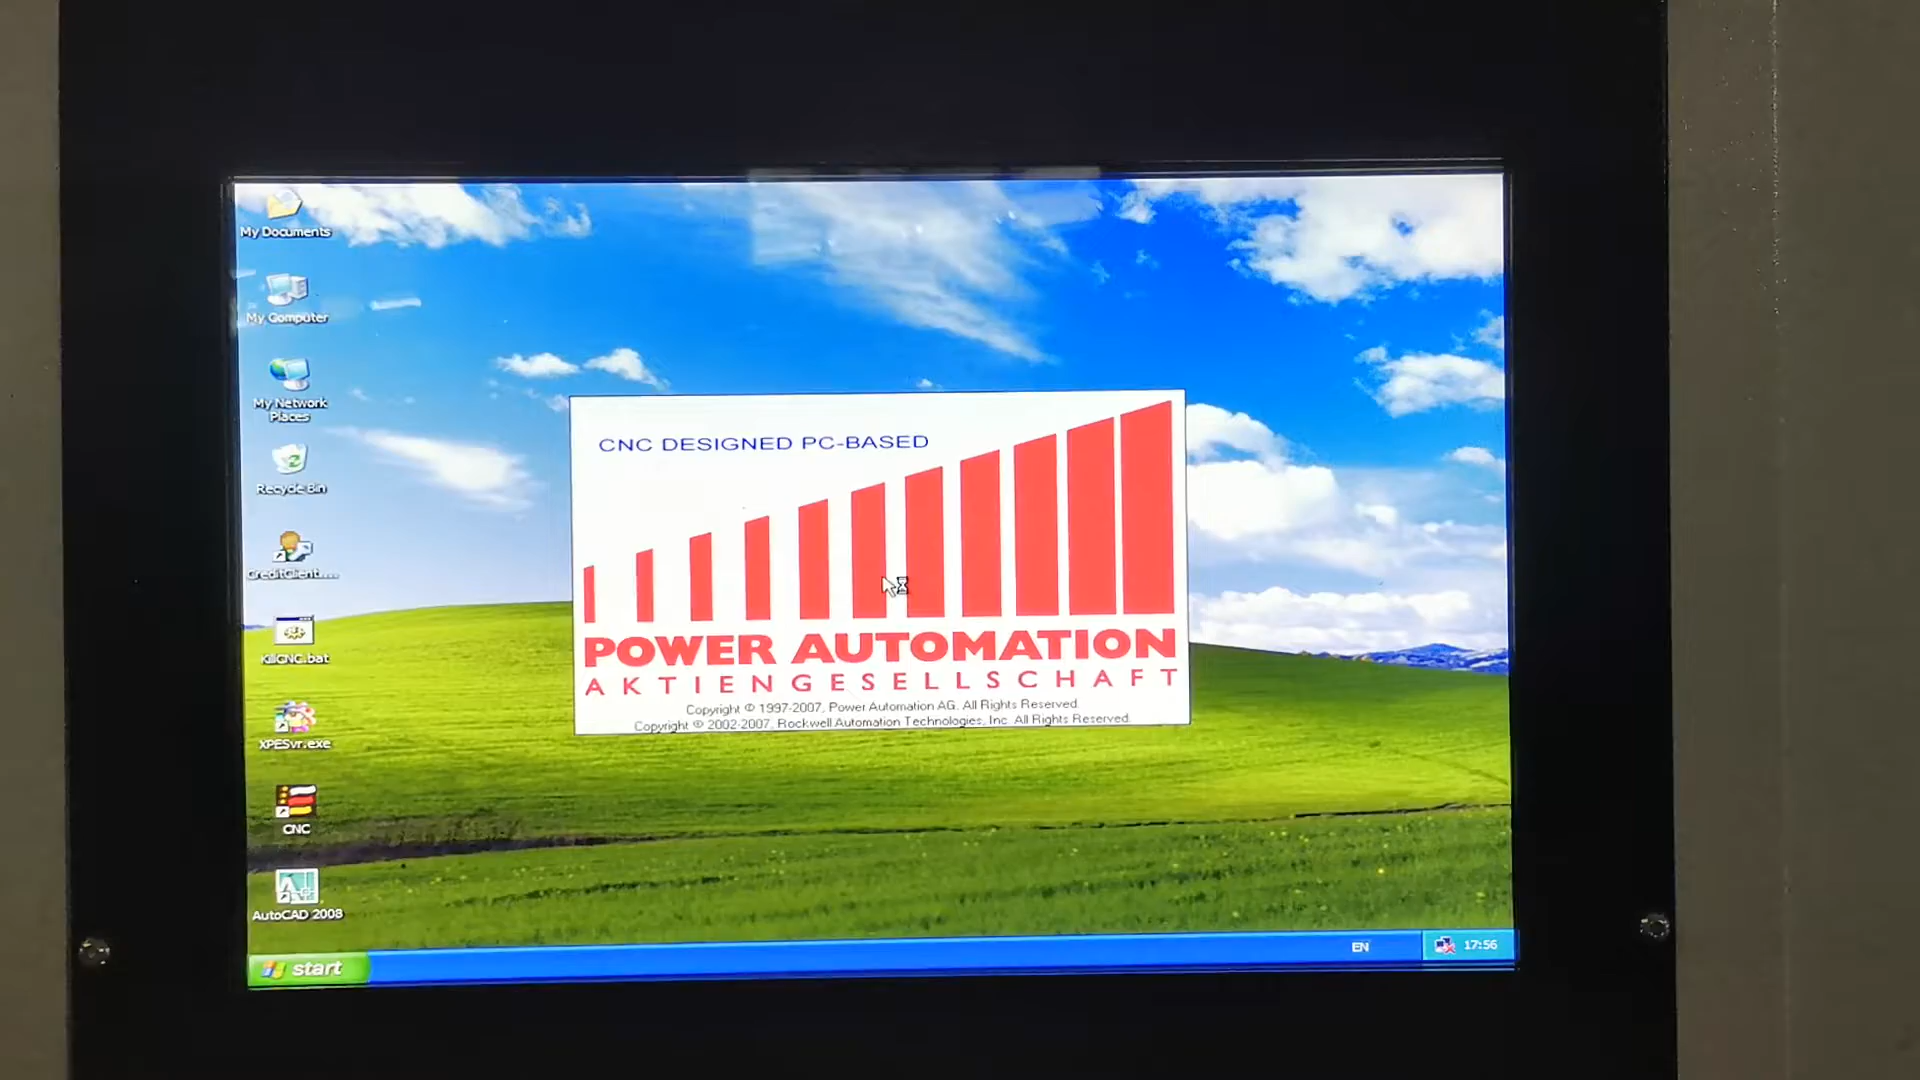 My Documents
My Computer
My Network
Places
Recycle Bin
CreditClient....
KillCNC.bat
XPESvr.exe
CNC
AutoCAD 2008
CNC DESIGNED PC-BASED
POWER AUTOMATION
AKTIENGESELLSCHAFT
Copyright © 1997-2007, Power Automation AG. All Rights Reserved.
Copyright © 2002-2007, Rockwell Automation Technologies, Inc. All Rights Reserved.
start
EN
17:56